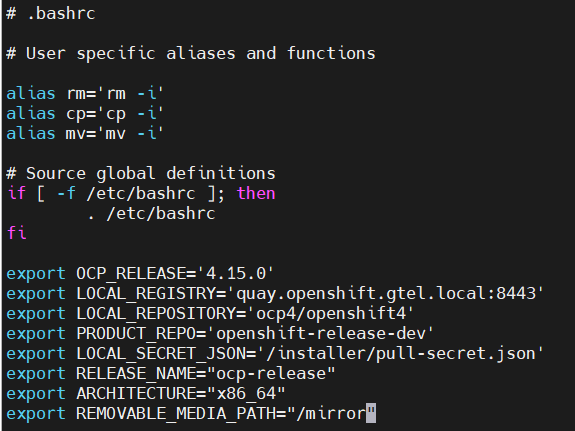 # .bashrc
# User specific aliases and functions
alias rm='rm -i'
alias cp='cp -i'
alias mv='mv -i'
# Source global definitions
if [ -f /etc/bashrc ]; then
        . /etc/bashrc
fi
export OCP_RELEASE='4.15.0'
export LOCAL_REGISTRY='quay.openshift.gtel.local:8443'
export LOCAL_REPOSITORY='ocp4/openshift4'
export PRODUCT_REPO='openshift-release-dev'
export LOCAL_SECRET_JSON='/installer/pull-secret.json'
export RELEASE_NAME="ocp-release"
export ARCHITECTURE="x86_64"
export REMOVABLE_MEDIA_PATH="/mirror"